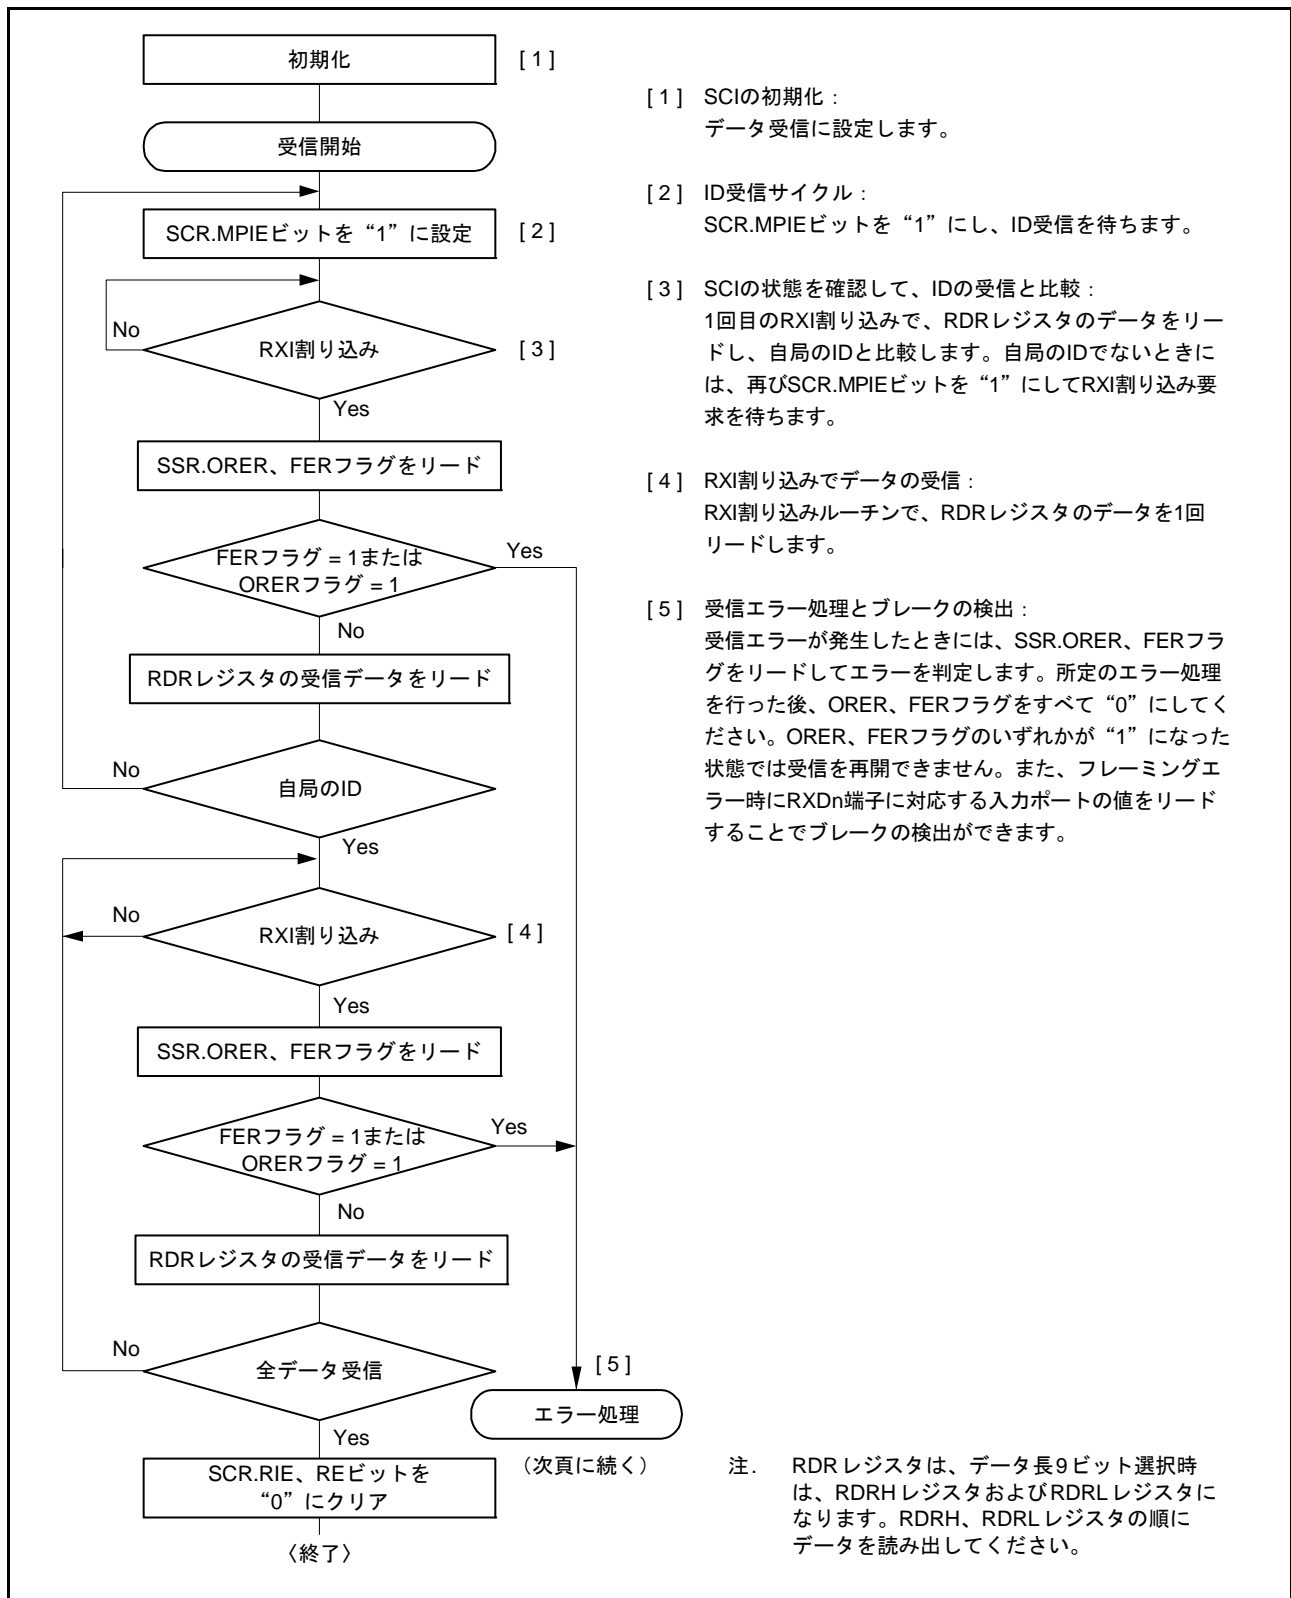 初期化
[ 1 ]
受信開始
SCR.MPIEビットを“1”に設定
[ 2 ]
No
RXI割り込み
[ 3 ]
Yes
SSR.ORER、FERフラグをリード
FERフラグ = 1または
ORERフラグ = 1
Yes
No
RDRレジスタの受信データをリード
No
自局のID
Yes
No
RXI割り込み
[ 4 ]
Yes
SSR.ORER、FERフラグをリード
FERフラグ = 1または
ORERフラグ = 1
Yes
No
RDRレジスタの受信データをリード
No
全データ受信
[ 5 ]
エラー処理
Yes
(次頁に続く)
SCR.RIE、REビットを
“0”にクリア
〈終了〉
[ 1 ] SCIの初期化：
データ受信に設定します。
[ 2 ] ID受信サイクル：
SCR.MPIEビットを“1”にし、ID受信を待ちます。
[ 3 ] SCIの状態を確認して、IDの受信と比較：
1回目のRXI割り込みで、RDRレジスタのデータをリー
ドし、自局のIDと比較します。自局のIDでないときに
は、再びSCR.MPIEビットを“1”にしてRXI割り込み要
求を待ちます。
[ 4 ] RXI割り込みでデータの受信：
RXI割り込みルーチンで、RDRレジスタのデータを1回
リードします。
[ 5 ] 受信エラー処理とブレークの検出：
受信エラーが発生したときには、SSR.ORER、FERフラ
グをリードしてエラーを判定します。所定のエラー処理
を行った後、ORER、FERフラグをすべて“0”にしてく
ださい。ORER、FERフラグのいずれかが“1”になった
状態では受信を再開できません。また、フレーミングエ
ラー時にRXDn端子に対応する入力ポートの値をリード
することでブレークの検出ができます。
注. RDRレジスタは、データ長9ビット選択時
は、RDRHレジスタおよびRDRLレジスタに
なります。RDRH、RDRLレジスタの順に
データを読み出してください。